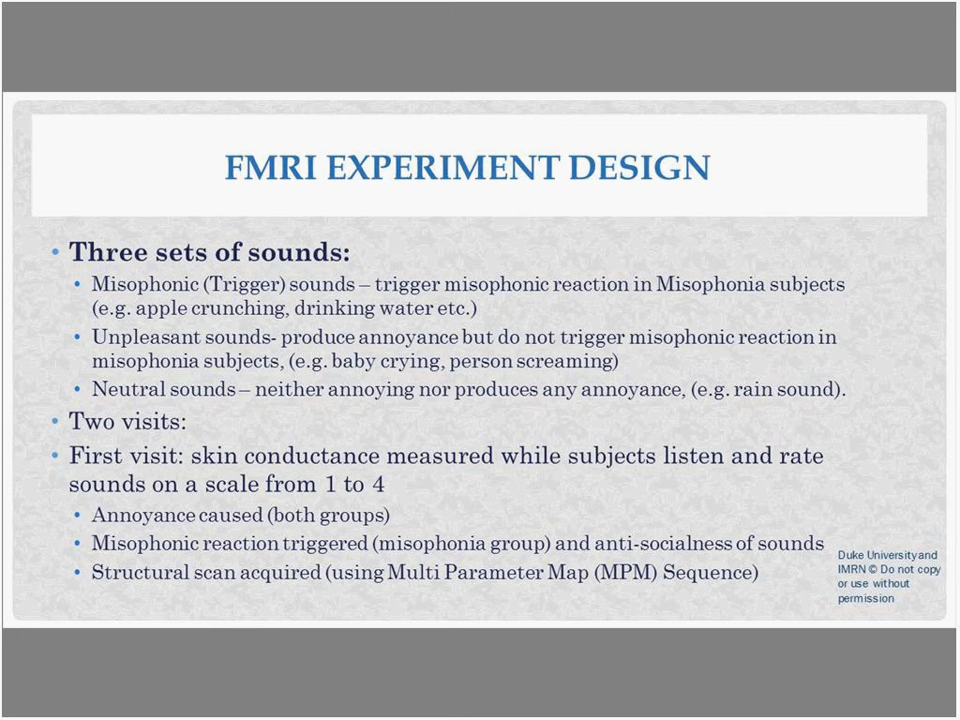 FMRI EXPERIMENT DESIGN
• Three sets of sounds:
• Misophonic (Trigger) sounds – trigger misophonic reaction in Misophonia subjects
(e.g. apple crunching, drinking water etc.)
• Unpleasant sounds- produce annoyance but do not trigger misophonic reaction in
misophonia subjects, (e.g. baby crying, person screaming)
• Neutral sounds – neither annoying nor produces any annoyance, (e.g. rain sound).
• Two visits:
• First visit: skin conductance measured while subjects listen and rate
sounds on a scale from 1 to 4
• Annoyance caused (both groups)
• Misophonic reaction triggered (misophonia group) and anti-socialness of sounds
• Structural scan acquired (using Multi Parameter Map (MPM) Sequence)
Duke University and
IMRN © Do not copy
or use without
permission